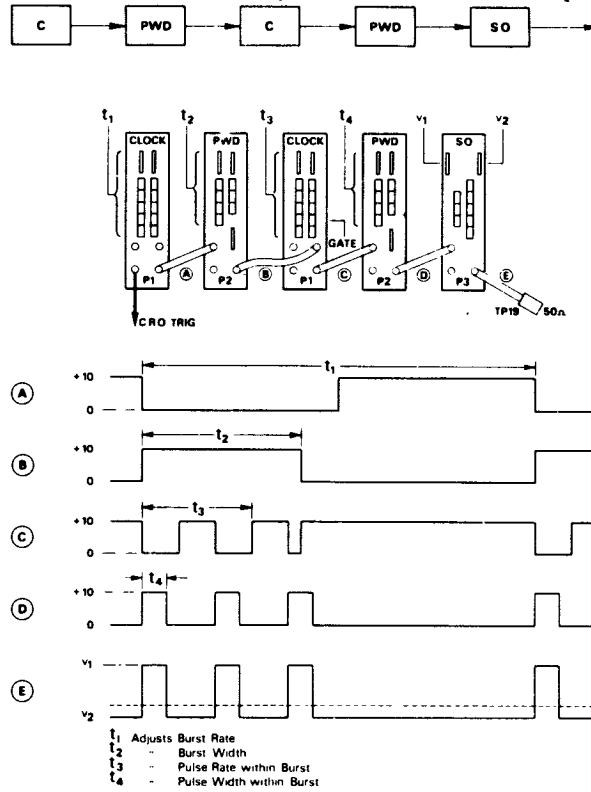 C PWD C PWD SO
t1 t2 t3 t4 v1 v2
CLOCK PWD CLOCK PWD SO
GATE
P1 A P2 B P1 C P2 D P3 E
CRO TRIG
TP19 50Ω
t1
A +10
0
t2
B +10
0
t3
C +10
0
t4
D +10
0
E v1
v2
t1 Adjusts Burst Rate
t2 " Burst Width
t3 " Pulse Rate within Burst
t4 " Pulse Width within Burst